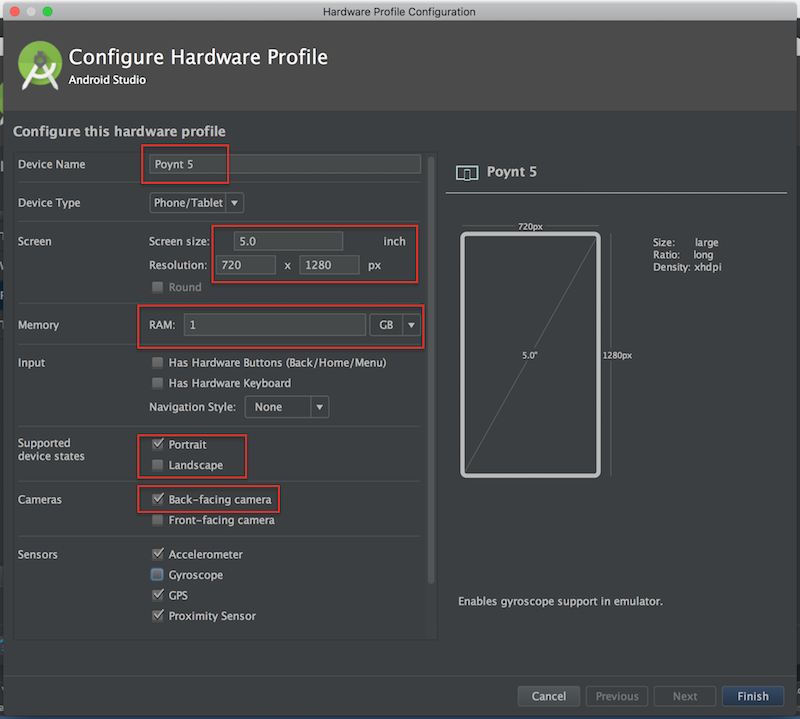 Hardware Profile Configuration
Configure Hardware Profile
Android Studio
Configure this hardware profile
Device Name Poynt 5
Device Type Phone/Tablet
Screen Screen size: 5.0 inch
Resolution: 720 x 1280 px
Round
Memory RAM: 1 GB
Input Has Hardware Buttons (Back/Home/Menu)
Has Hardware Keyboard
Navigation Style: None
Supported
device states
Portrait
Landscape
Cameras Back-facing camera
Front-facing camera
Sensors Accelerometer
Gyroscope
GPS
Proximity Sensor
Poynt 5
720px
5.0"
1280px
Size: large
Ratio: long
Density: xhdpi
Enables gyroscope support in emulator.
Cancel Previous Next Finish